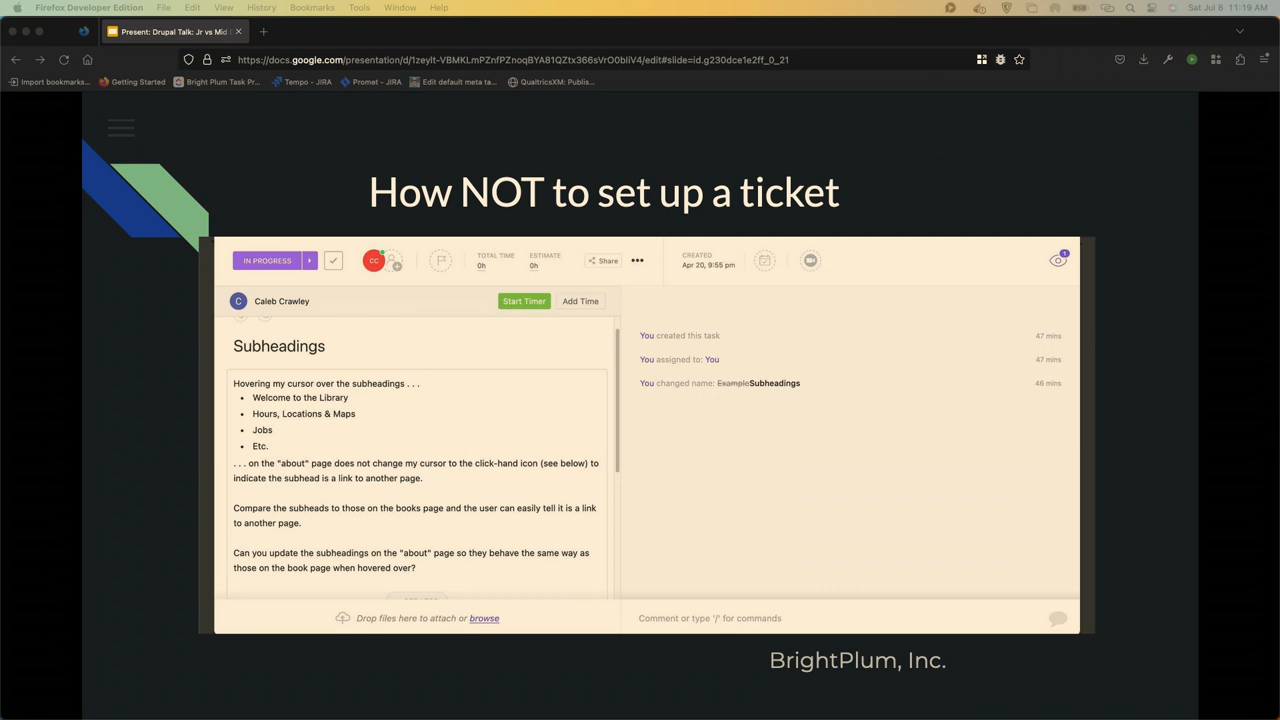 Firefox Developer Edition File Edit View History Bookmarks Tools Window Help Sat Jul 8 11:19 AM
Present: Drupal Talk: Jr vs Mid
https://docs.google.com/presentation/d/1zeylt-VBMKLmPZnfPZnoqBYA81QZtx366sVrO0bliV4/edit#slide=id.g230dce1e2ff_0_21
Import bookmarks... Getting Started Bright Plum Task Pr... Tempo - JIRA Promet - JIRA Edit default meta ta... QualtricsXM: Publis...
How NOT to set up a ticket
IN PROGRESS CC TOTAL TIME ESTIMATE Share CREATED 1
0h 0h Apr 20, 9:55 pm
C Caleb Crawley Start Timer Add Time
Subheadings
Hovering my cursor over the subheadings . . .
• Welcome to the Library
• Hours, Locations & Maps
• Jobs
• Etc.
. . . on the "about" page does not change my cursor to the click-hand icon (see below) to
indicate the subhead is a link to another page.
Compare the subheads to those on the books page and the user can easily tell it is a link
to another page.
Can you update the subheadings on the "about" page so they behave the same way as
those on the book page when hovered over?
Drop files here to attach or browse
You created this task 47 mins
You assigned to: You 47 mins
You changed name: ExampleSubheadings 46 mins
Comment or type '/' for commands
BrightPlum, Inc.